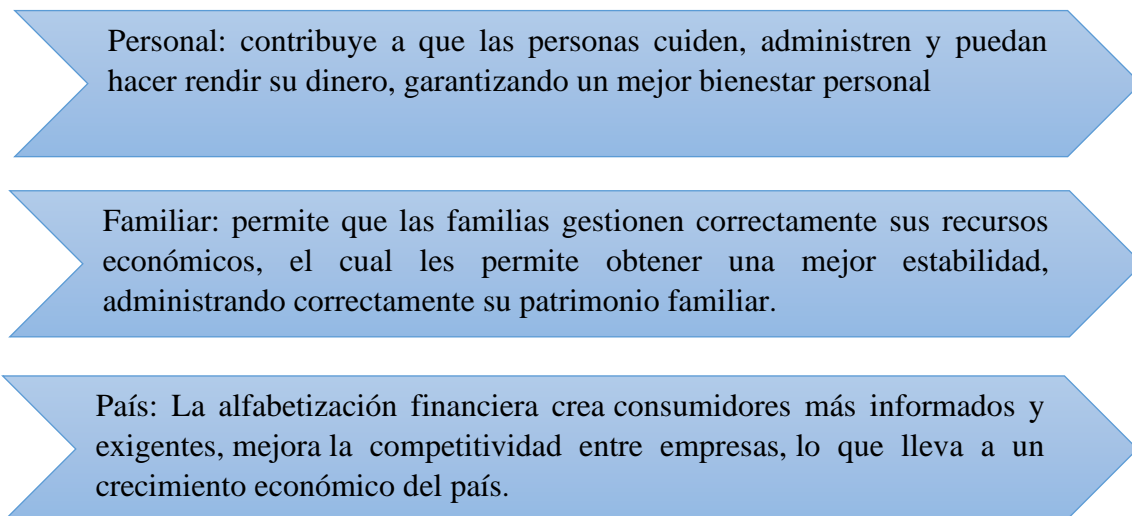 Personal: contribuye a que las personas cuiden, administren y puedan
hacer rendir su dinero, garantizando un mejor bienestar personal
Familiar: permite que las familias gestionen correctamente sus recursos
económicos, el cual les permite obtener una mejor estabilidad,
administrando correctamente su patrimonio familiar.
País: La alfabetización financiera crea consumidores más informados y
exigentes, mejora la competitividad entre empresas, lo que lleva a un
crecimiento económico del país.